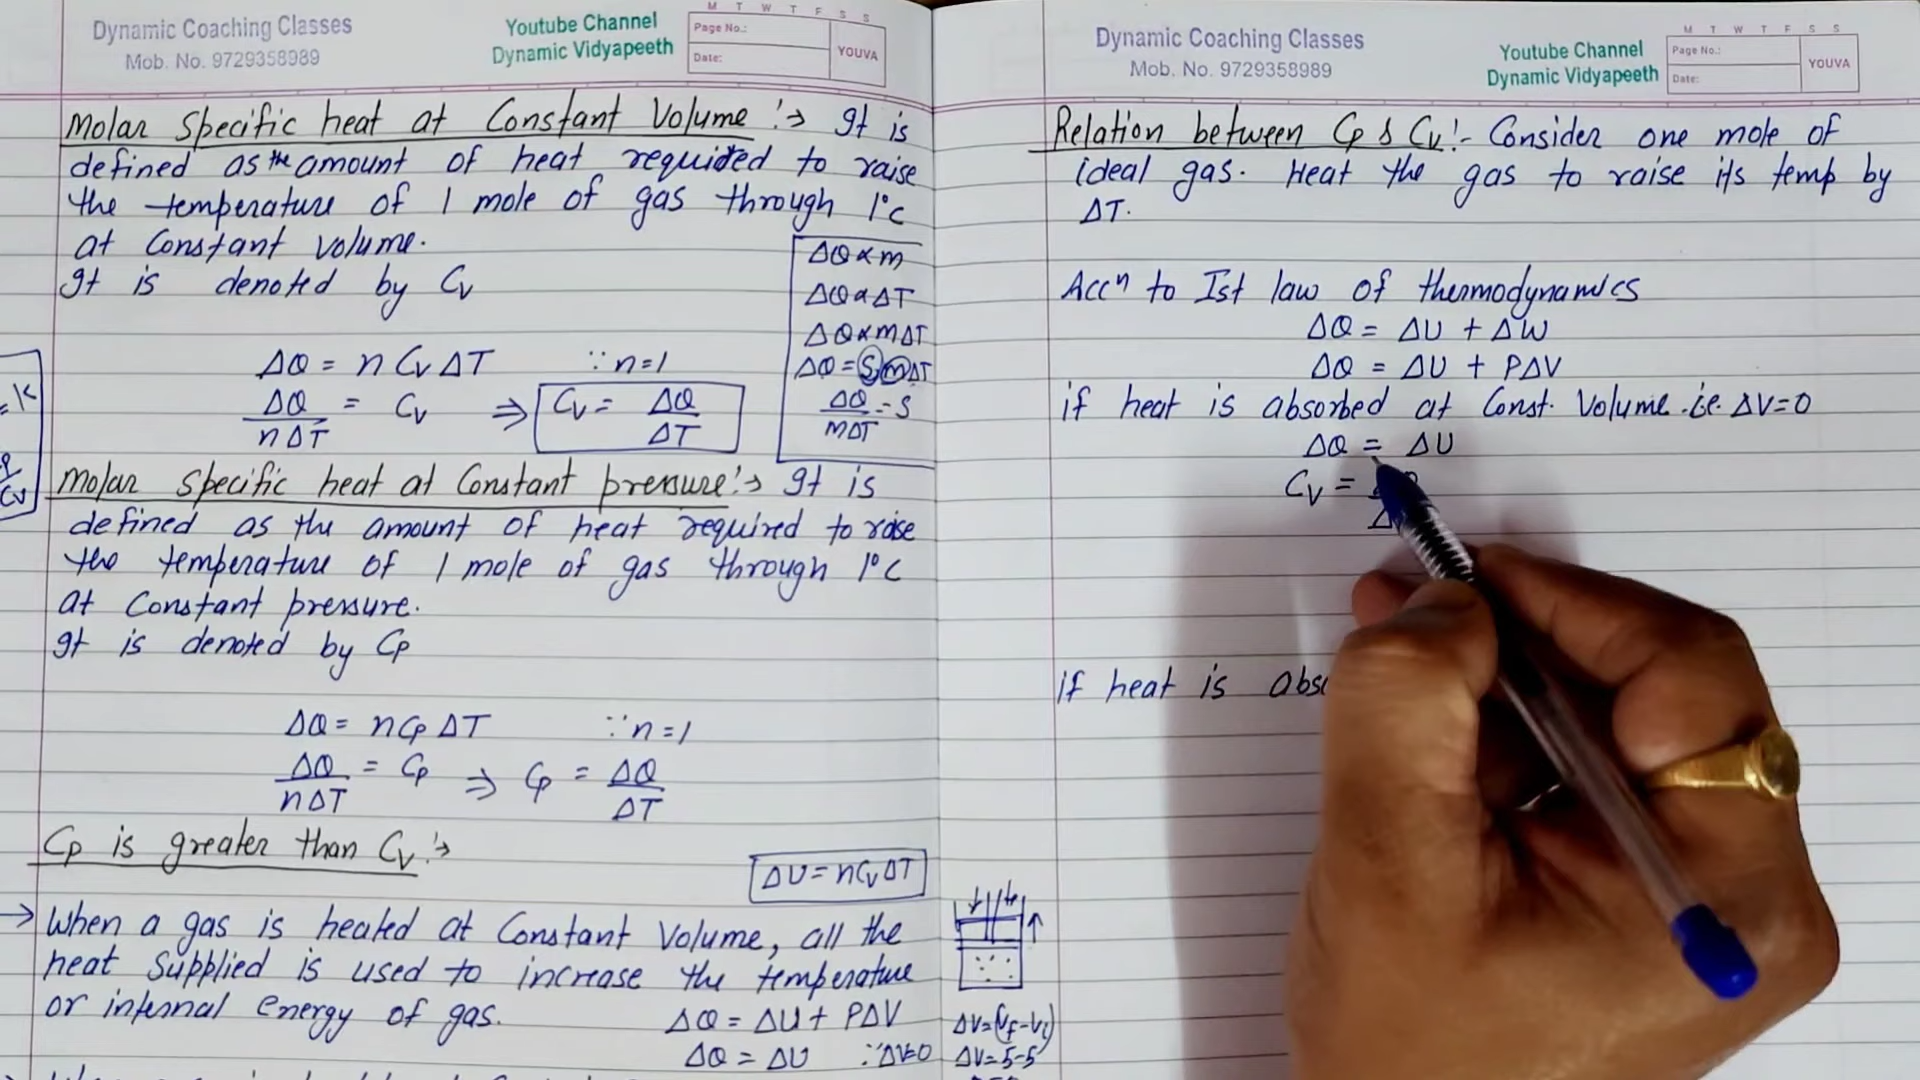 Dynamic Coaching Classes
Mob. No. 9729358989
Youtube Channel
Dynamic Vidyapeeth
M T W T F S S
Page No.:
Date:
YOUVA
Molar Specific heat at Constant Volume :→ It is
defined as the amount of heat required to raise
the temperature of 1 mole of gas through 1°C
at Constant volume.
It is denoted by Cv
ΔQ ∝ m
ΔQ ∝ ΔT
ΔQ ∝ mΔT
ΔQ = S mΔT
ΔQ/mΔT = S
ΔQ = n Cv ΔT ∵ n=1
ΔQ/nΔT = Cv ⇒ Cv = ΔQ/ΔT
= K
Cv
Molar Specific heat at Constant pressure :→ It is
defined as the amount of heat required to raise
the temperature of 1 mole of gas through 1°C
at Constant pressure.
It is denoted by Cp
ΔQ = nCp ΔT ∵ n=1
ΔQ/nΔT = Cp ⇒ Cp = ΔQ/ΔT
Cp is greater than Cv :→
ΔU = nCvΔT
→ When a gas is heated at Constant Volume, all the
heat supplied is used to increase the temperature
or internal energy of gas.
ΔQ = ΔU + PΔV
ΔQ = ΔU ∵ ΔV=0
ΔV=(Vf-Vi)
ΔV=5-5
Dynamic Coaching Classes
Mob. No. 9729358989
Youtube Channel
Dynamic Vidyapeeth
M T W T F S S
Page No.:
Date:
YOUVA
Relation between Cp & Cv :- Consider one mole of
ideal gas. Heat the gas to raise its temp by
ΔT.
Accⁿ to Ist law of thermodynamics
ΔQ = ΔU + ΔW
ΔQ = ΔU + PΔV
if heat is absorbed at Const. Volume .i.e. ΔV=0
ΔQ = ΔU
Cv =
if heat is